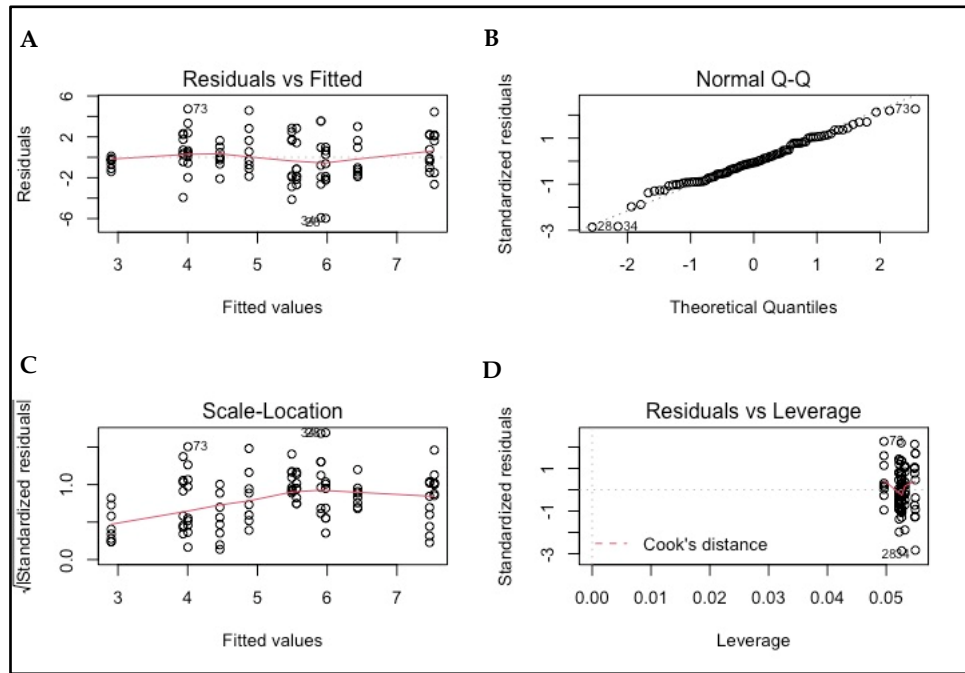 A
Residuals vs Fitted
Residuals
6
2
-2
-6
73
3 4 5 6 7
Fitted values
B
Normal Q-Q
Standardized residuals
1
-1
-3
73
28
34
-2 -1 0 1 2
Theoretical Quantiles
C
Scale-Location
√|Standardized residuals|
1.0
0.0
73
3 4 5 6 7
Fitted values
D
Residuals vs Leverage
Standardized residuals
1
-1
-3
73
2834
Cook's distance
0.00 0.01 0.02 0.03 0.04 0.05
Leverage